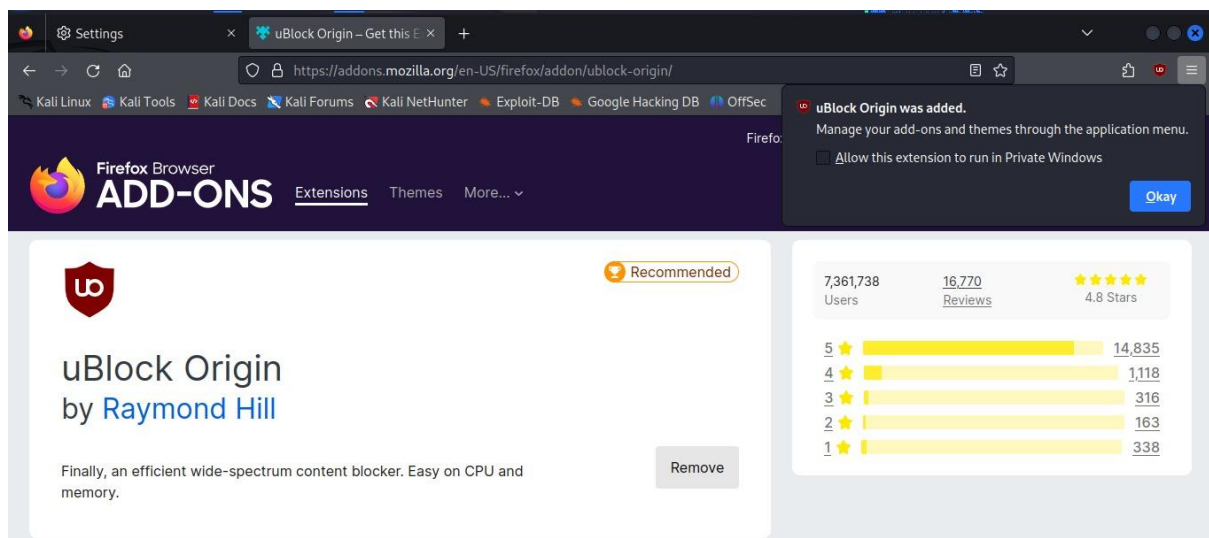 Settings
uBlock Origin – Get this E
https://addons.mozilla.org/en-US/firefox/addon/ublock-origin/
Kali Linux Kali Tools Kali Docs Kali Forums Kali NetHunter Exploit-DB Google Hacking DB OffSec
uBlock Origin was added.
Manage your add-ons and themes through the application menu.
Allow this extension to run in Private Windows
Okay
Firefo
Firefox Browser
ADD-ONS
Extensions Themes More...
Recommended
uBlock Origin
by Raymond Hill
Finally, an efficient wide-spectrum content blocker. Easy on CPU and
memory.
Remove
7,361,738 16,770
Users Reviews 4.8 Stars
5 14,835
4 1,118
3 316
2 163
1 338